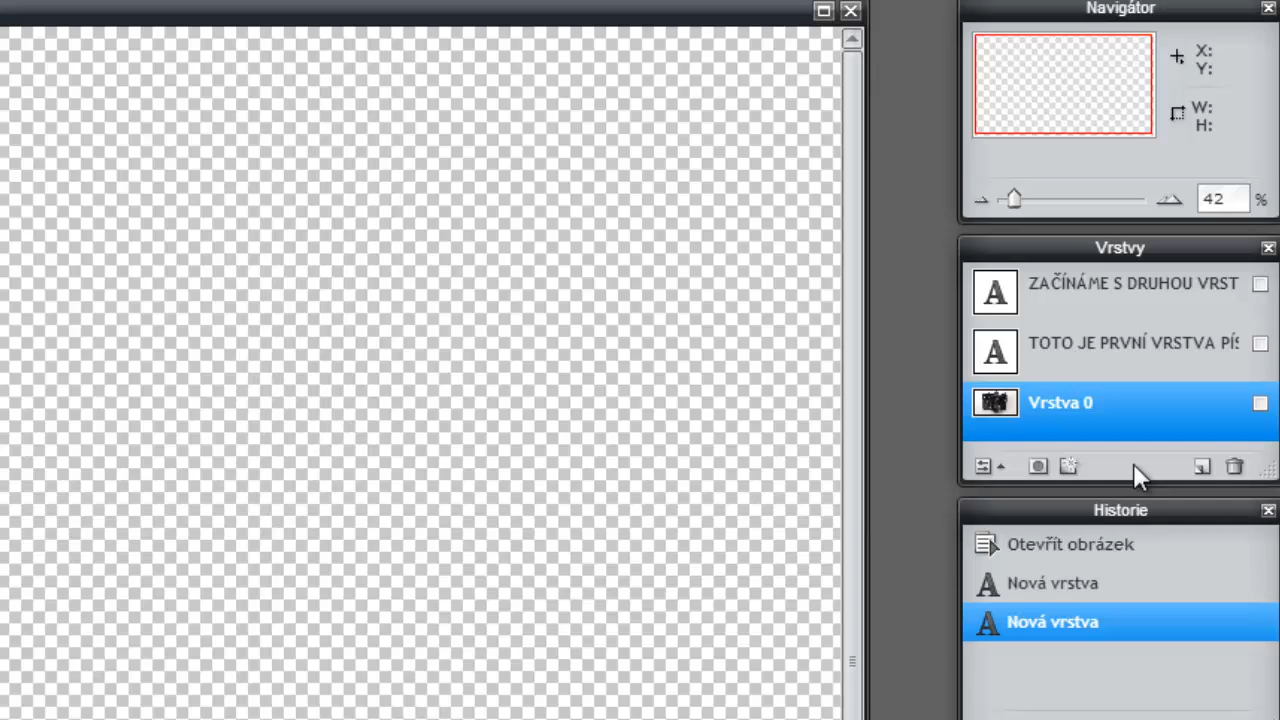 Navigátor
X:
Y:
W:
H:
42 %
Vrstvy
A ZAČÍNÁME S DRUHOU VRST
A TOTO JE PRVNÍ VRSTVA
Vrstva 0
Historie
Otevřít obrázek
A Nová vrstva
A Nová vrstva